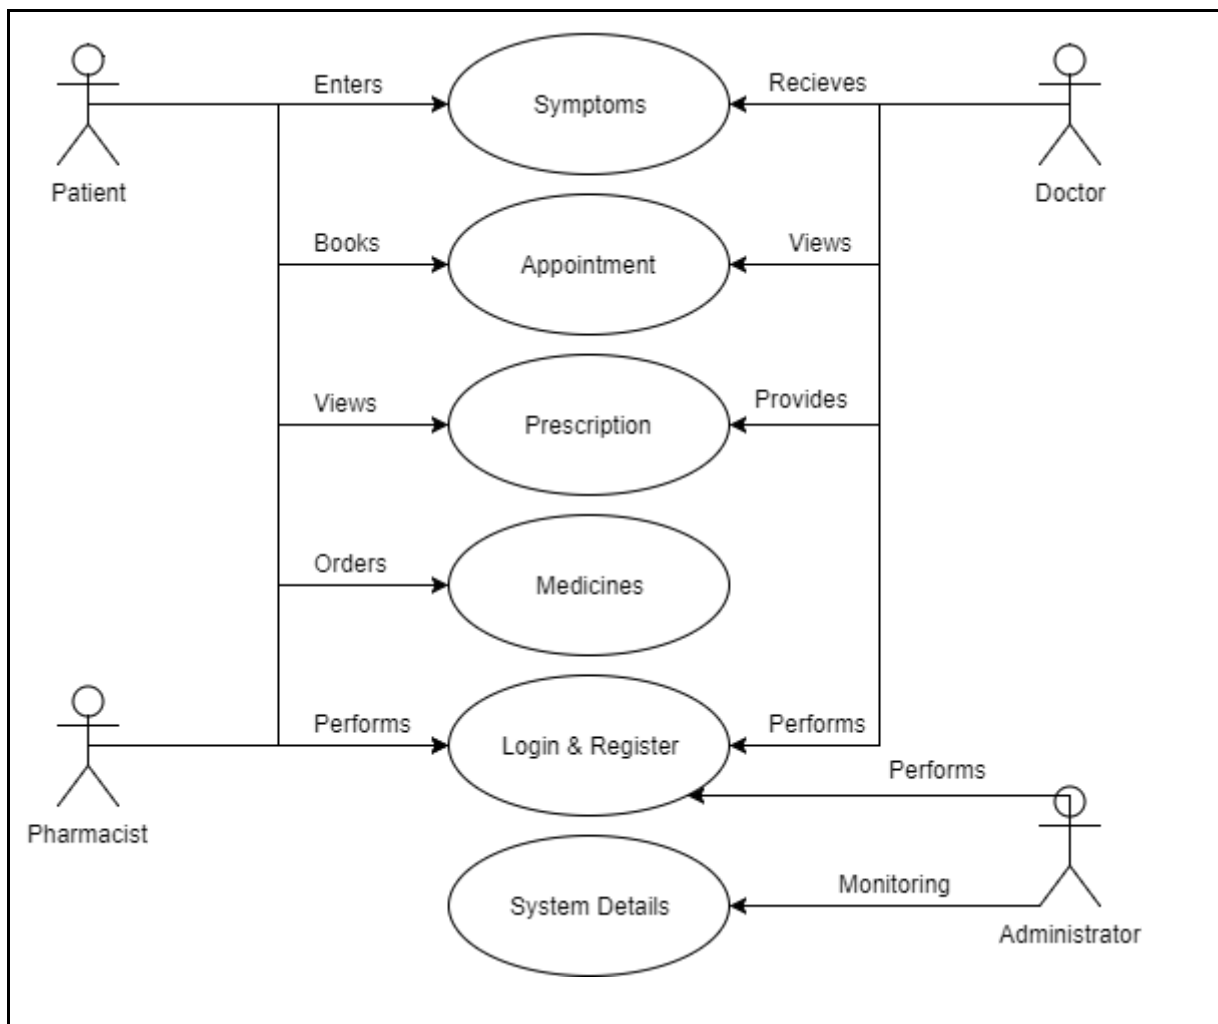 Enters
Symptoms
Recieves
Patient
Doctor
Books
Appointment
Views
Views
Prescription
Provides
Orders
Medicines
Performs
Login & Register
Performs
Performs
Pharmacist
Monitoring
System Details
Administrator